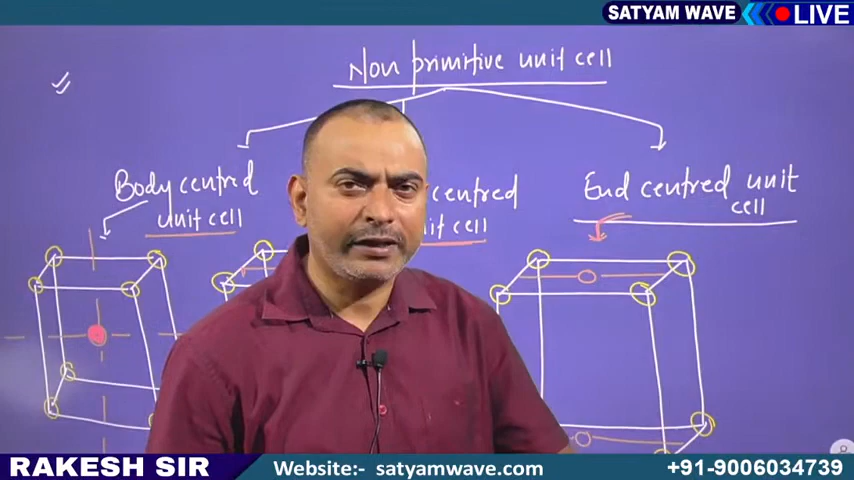 SATYAM WAVE LIVE
Non primitive unit cell
Body centred
unit cell
centred
it cell
End centred unit
cell
RAKESH SIR
Website:- satyamwave.com
+91-9006034739